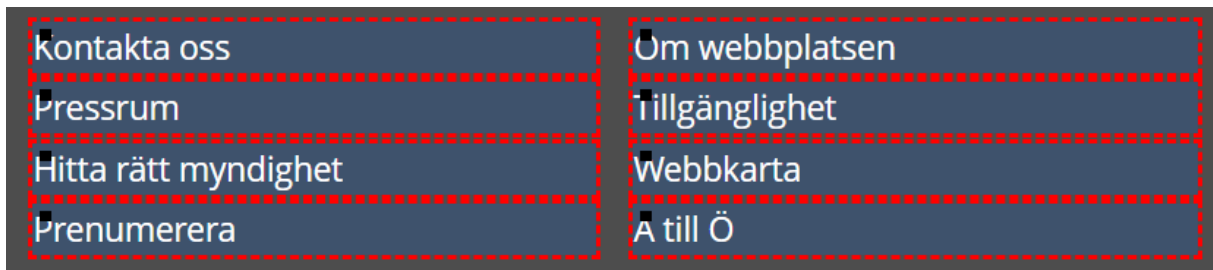 Kontakta oss
Pressrum
Hitta rätt myndighet
Prenumerera
Om webbplatsen
Tillgänglighet
Webbkarta
A till Ö